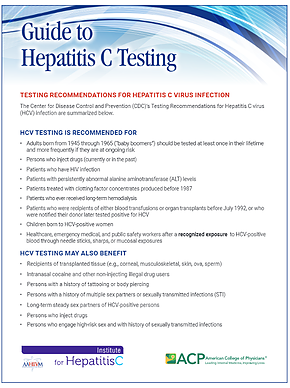 Guide to
Hepatitis C Testing
TESTING RECOMMENDATIONS FOR HEPATITIS C VIRUS INFECTION
The Center for Disease Control and Prevention (CDC)'s Testing Recommendations for Hepatitis C virus
(HCV) Infection are summarized below.
HCV TESTING IS RECOMMENDED FOR
• Adults born from 1945 through 1965 ("baby boomers") should be tested at least once in their lifetime
and more frequently if they are at ongoing risk
• Persons who inject drugs (currently or in the past)
• Patients who have HIV infection
• Patients with persistently abnormal alanine aminotransferase (ALT) levels
• Patients treated with clotting factor concentrates produced before 1987
• Patients who ever received long-term hemodialysis
• Patients who were recipients of either blood transfusions or organ transplants before July 1992, or who
were notified their donor later tested positive for HCV
• Children born to HCV-positive women
• Healthcare, emergency medical, and public safety workers after a recognized exposure to HCV-positive
blood through needle sticks, sharps, or mucosal exposures
HCV TESTING MAY ALSO BENEFIT
• Recipients of transplanted tissue (e.g., corneal, musculoskeletal, skin, ova, sperm)
• Intranasal cocaine and other non-injecting illegal drug users
• Persons with a history of tattooing or body piercing
• Persons with a history of multiple sex partners or sexually transmitted infections (STI)
• Long-term steady sex partners of HCV-positive persons
• Persons who inject drugs
• Persons who engage high-risk sex and with history of sexually transmitted infections
AAHIVM
Institute
for HepatitisC
ACP American College of Physicians
Leading Internal Medicine, Improving Lives